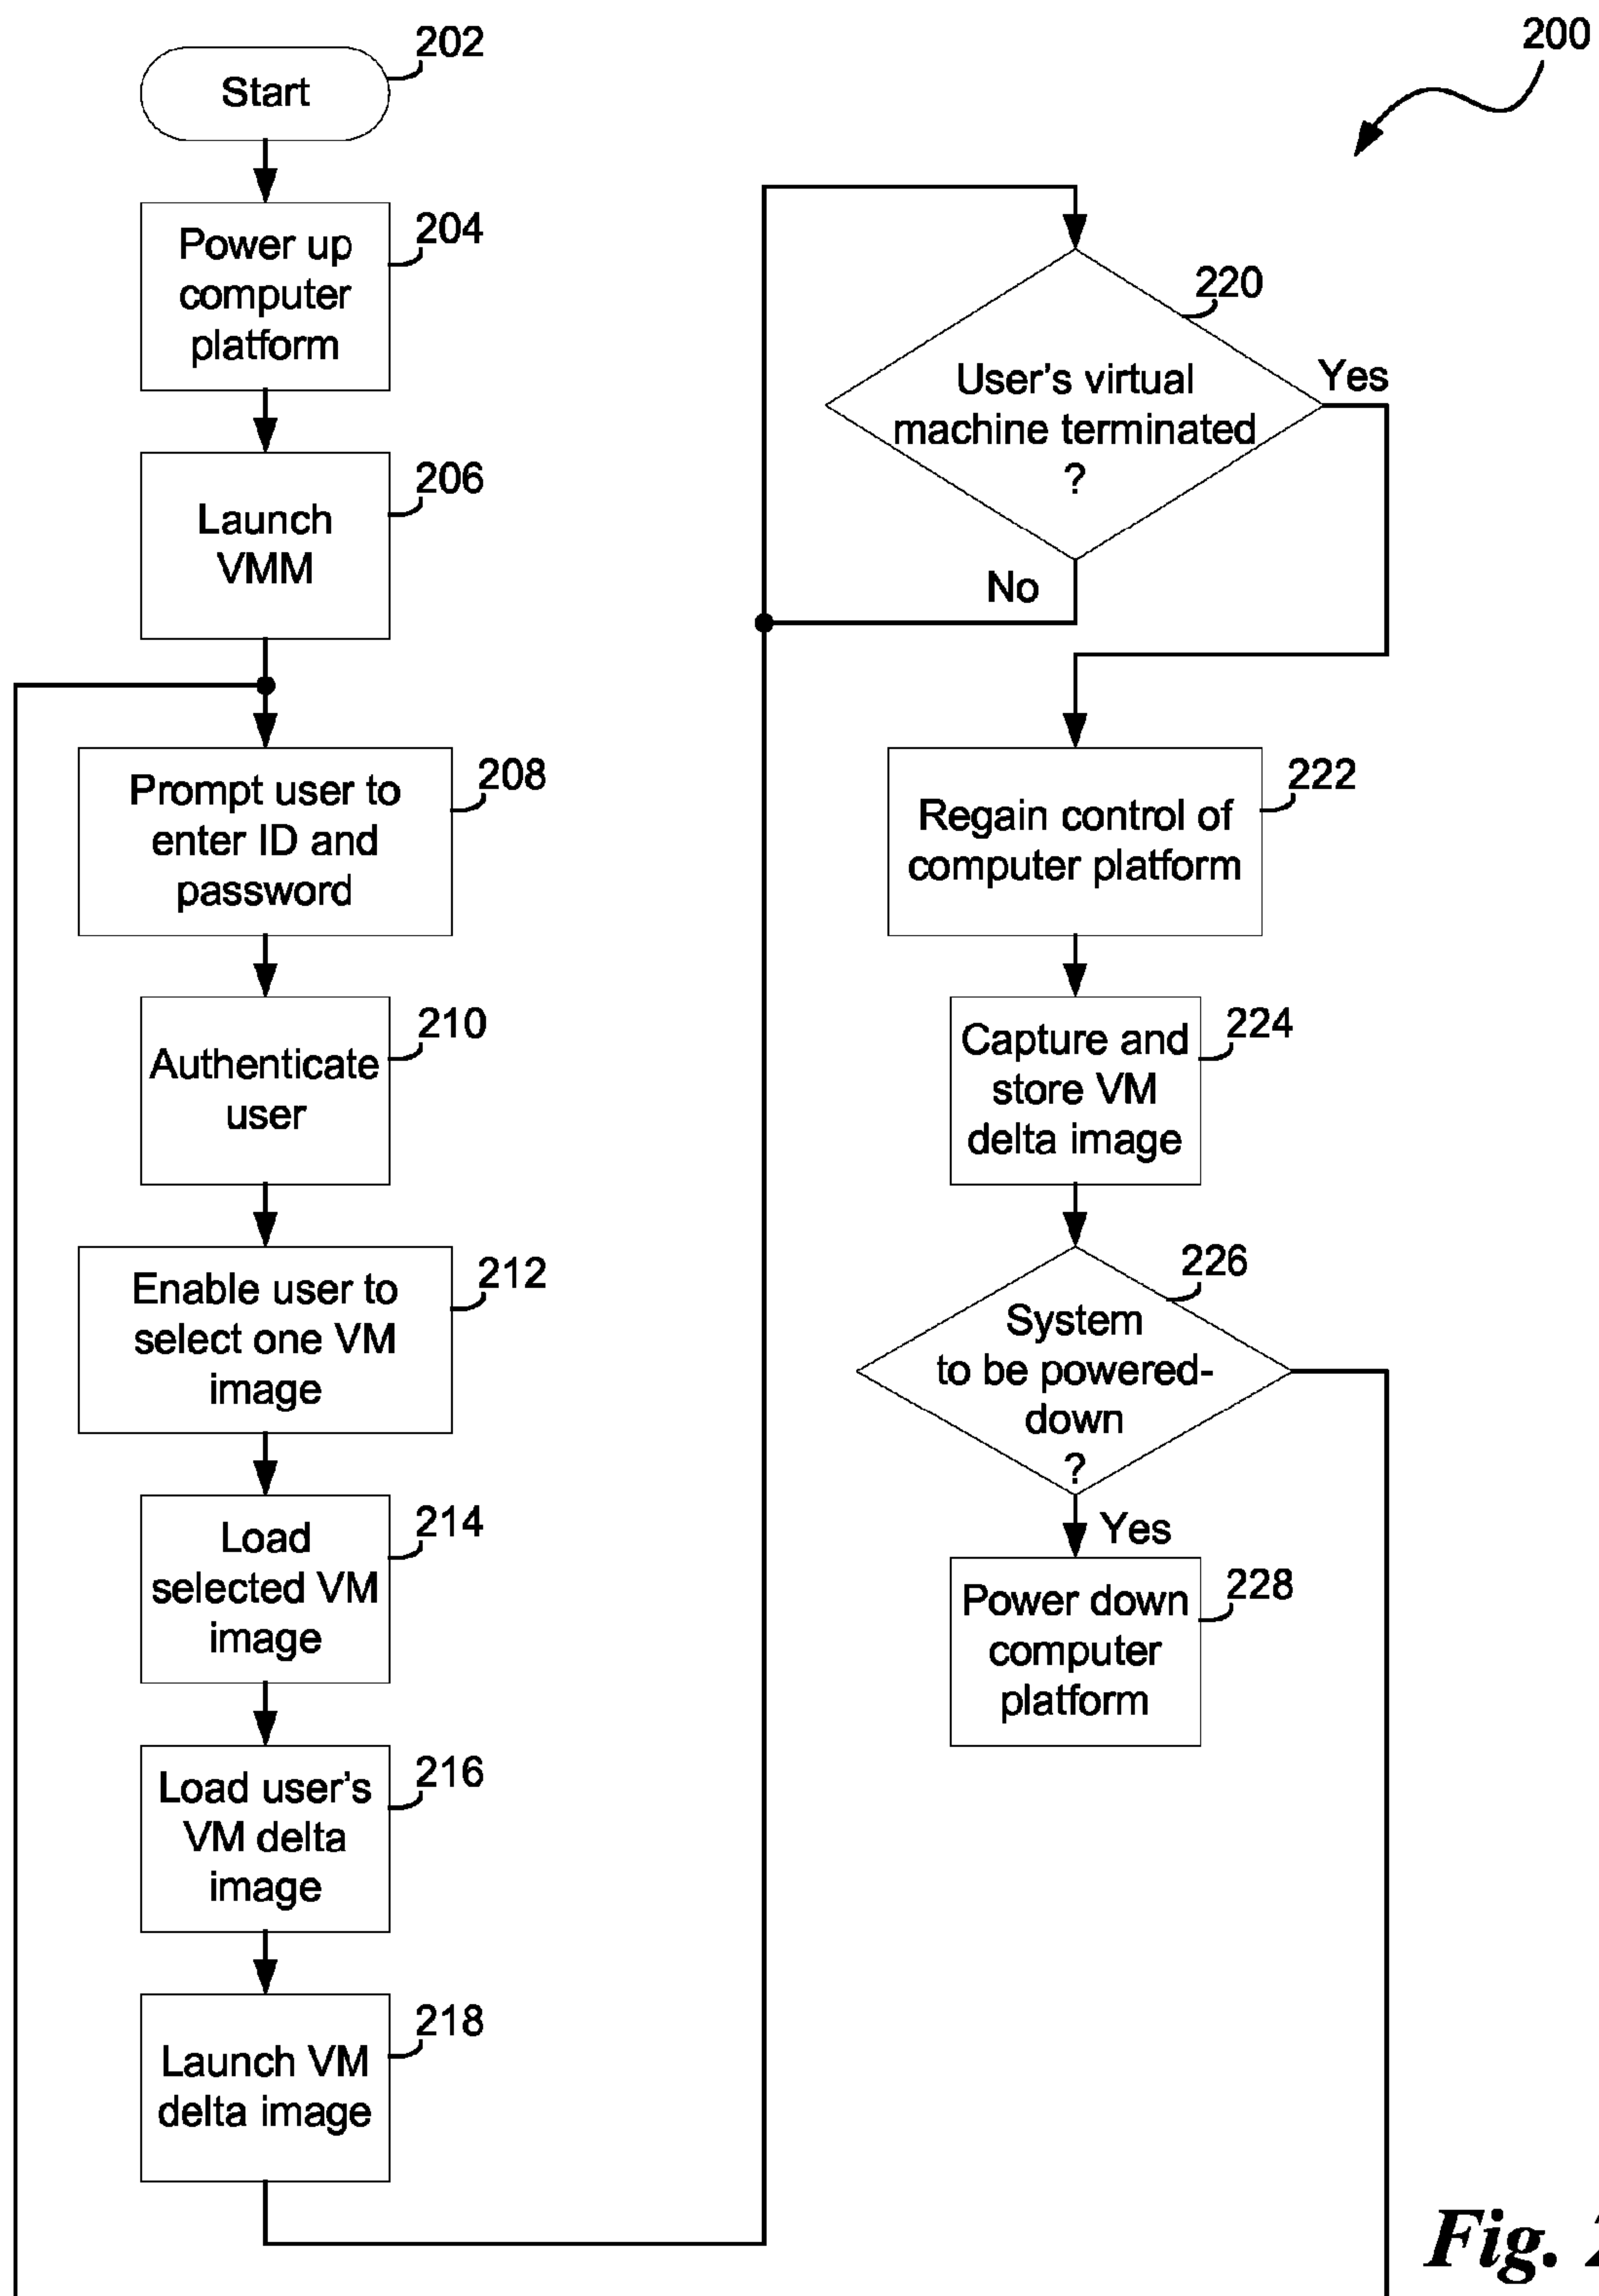 200
Start
202
Power up
computer
platform
204
Launch
VMM
206
Prompt user to
enter ID and
password
208
Authenticate
user
210
Enable user to
select one VM
image
212
Load
selected VM
image
214
Load user's
VM delta
image
216
Launch VM
delta image
218
User's virtual
machine terminated
?
220
Yes
No
Regain control of
computer platform
222
Capture and
store VM
delta image
224
System
to be powered-
down
?
226
Yes
Power down
computer
platform
228
Fig. 2